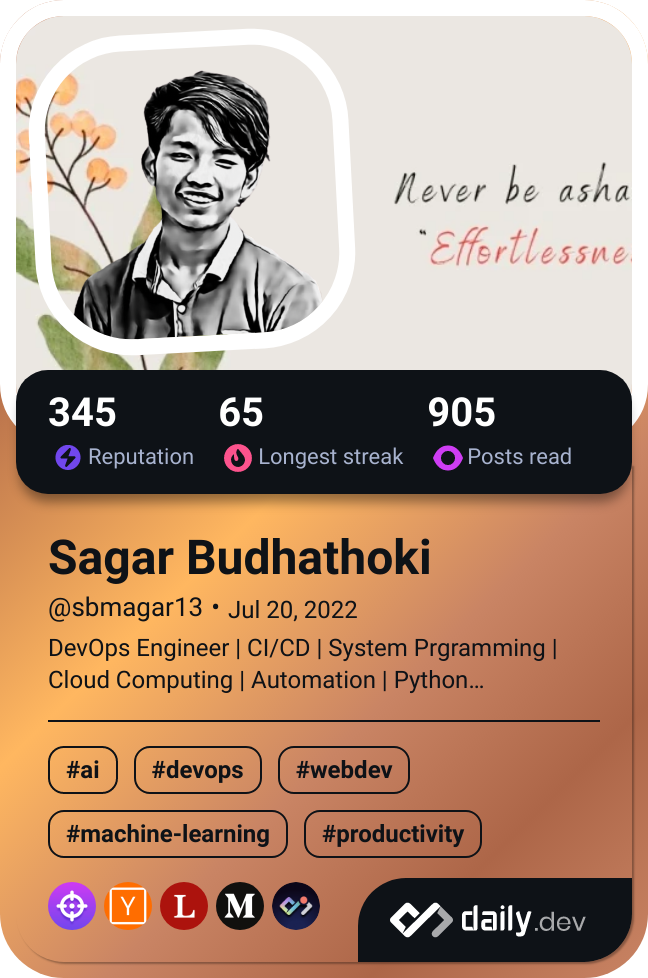 Never be asha
"Effortlessne
345 65 905
Reputation Longest streak Posts read
Sagar Budhathoki
@sbmagar13 • Jul 20, 2022
DevOps Engineer | CI/CD | System Prgramming |
Cloud Computing | Automation | Python...
#ai #devops #webdev
#machine-learning #productivity
Y L M daily.dev